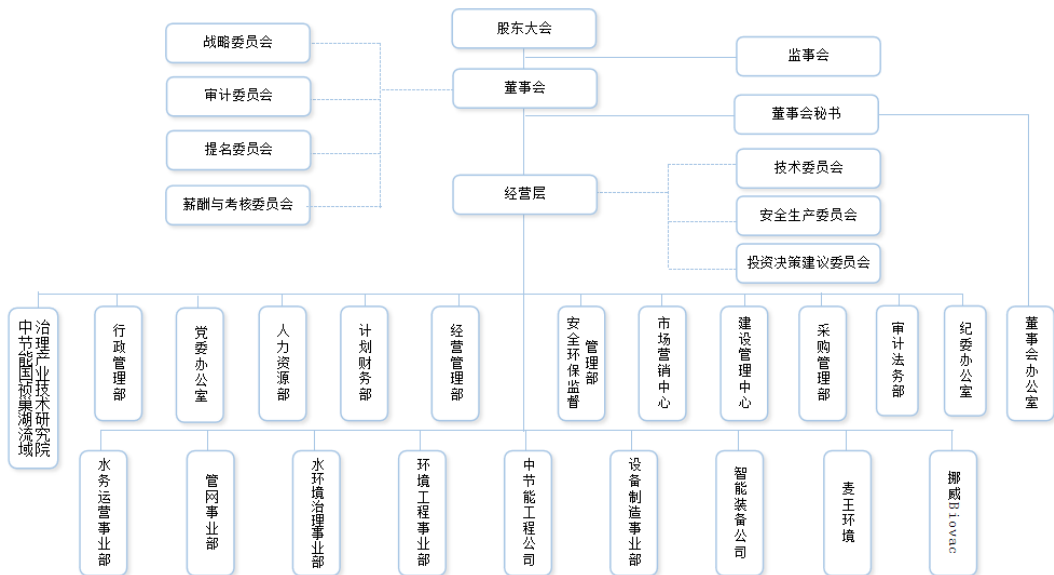 股东大会
战略委员会
监事会
董事会
审计委员会
董事会秘书
提名委员会
技术委员会
经营层
薪酬与考核委员会
安全生产委员会
投资决策建议委员会
中节能国祯巢湖流域
治理产业技术研究院
行政管理部
党委办公室
人力资源部
计划财务部
经营管理部
安全环保监督
管理部
市场营销中心
建设管理中心
采购管理部
审计法务部
纪委办公室
董事会办公室
水务运营事业部
管网事业部
水环境治理事业部
环境工程事业部
中节能工程公司
设备制造事业部
智能装备公司
麦王环境
挪威Biovac